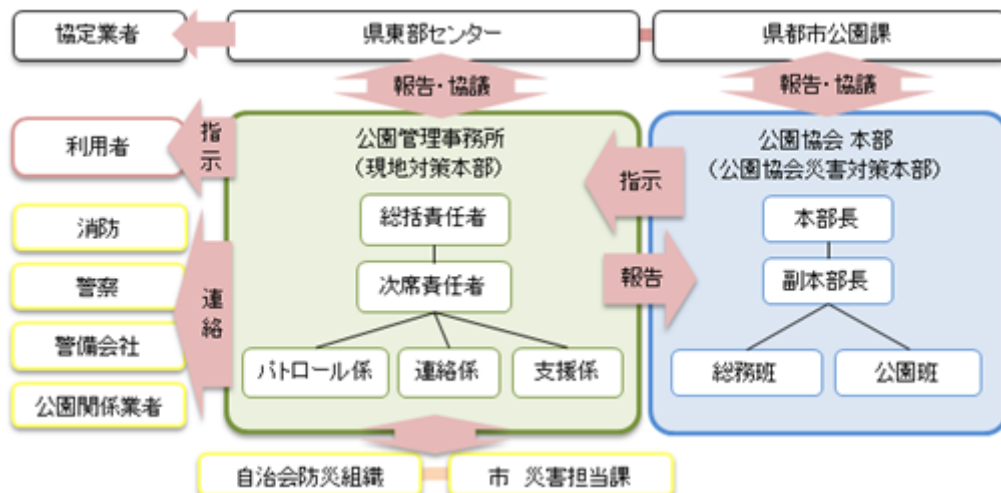 協定業者
県東部センター
県都市公園課
報告・協議
報告・協議
利用者
指示
公園管理事務所
(現地対策本部)
総括責任者
次席責任者
パトロール係
連絡係
支援係
指示
報告
公園協会 本部
(公園協会災害対策本部)
本部長
副本部長
総務班
公園班
消防
警察
警備会社
公園関係業者
連絡
自治会防災組織
市 災害担当課